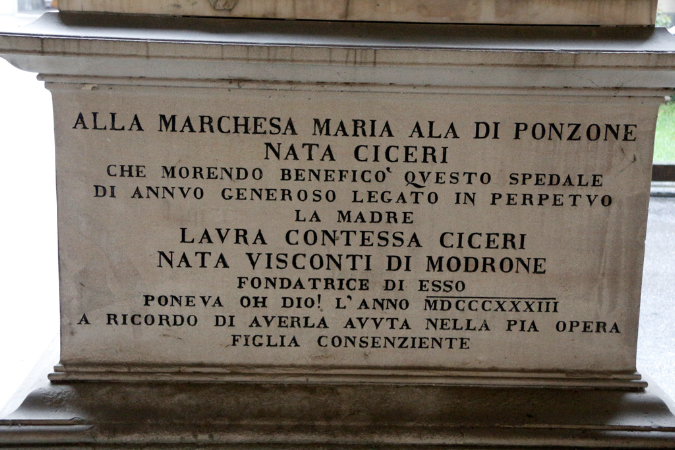 ALLA MARCHESA MARIA ALA DI PONZONE
NATA CICERI
CHE MORENDO BENEFICO' QVESTO SPEDALE
DI ANNVO GENEROSO LEGATO IN PERPETVO
LA MADRE
LAVRA CONTESSA CICERI
NATA VISCONTI DI MODRONE
FONDATRICE DI ESSO
PONEVA OH DIO! L'ANNO MDCCCXXXIII
A RICORDO DI AVERLA AVVTA NELLA PIA OPERA
FIGLIA CONSENZIENTE